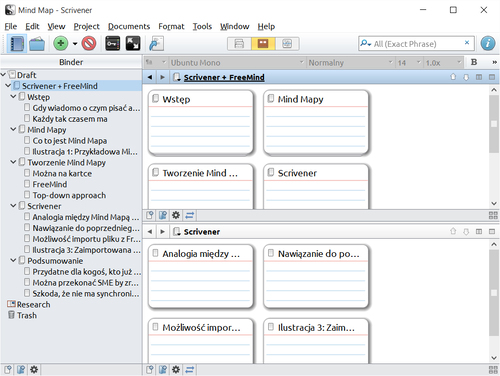 Mind Map - Scrivener
File Edit View Project Documents Format Tools Window Help
All (Exact Phrase)
Binder
Ubuntu Mono Normalny 14 1.0x B
Draft
Scrivener + FreeMind
Wstęp
Gdy wiadomo o czym pisać a...
Każdy tak czasem ma
Mind Mapy
Co to jest Mind Mapa
Ilustracja 1: Przykładowa Mi...
Tworzenie Mind Mapy
Można na kartce
FreeMind
Top-down approach
Scrivener
Analogia między Mind Mapą ...
Nawiązanie do poprzednieg...
Możliwość importu pliku z Fr...
Ilustracja 3: Zaimportowana ...
Podsumowanie
Przydatne dla kogoś, kto już ...
Można przekonać SME by zr...
Szkoda, że nie ma synchroni...
Research
Trash
Scrivener + FreeMind
Wstęp
Mind Mapy
Tworzenie Mind ...
Scrivener
Scrivener
Analogia między ...
Nawiązanie do po...
Możliwość impor...
Ilustracja 3: Zaim...